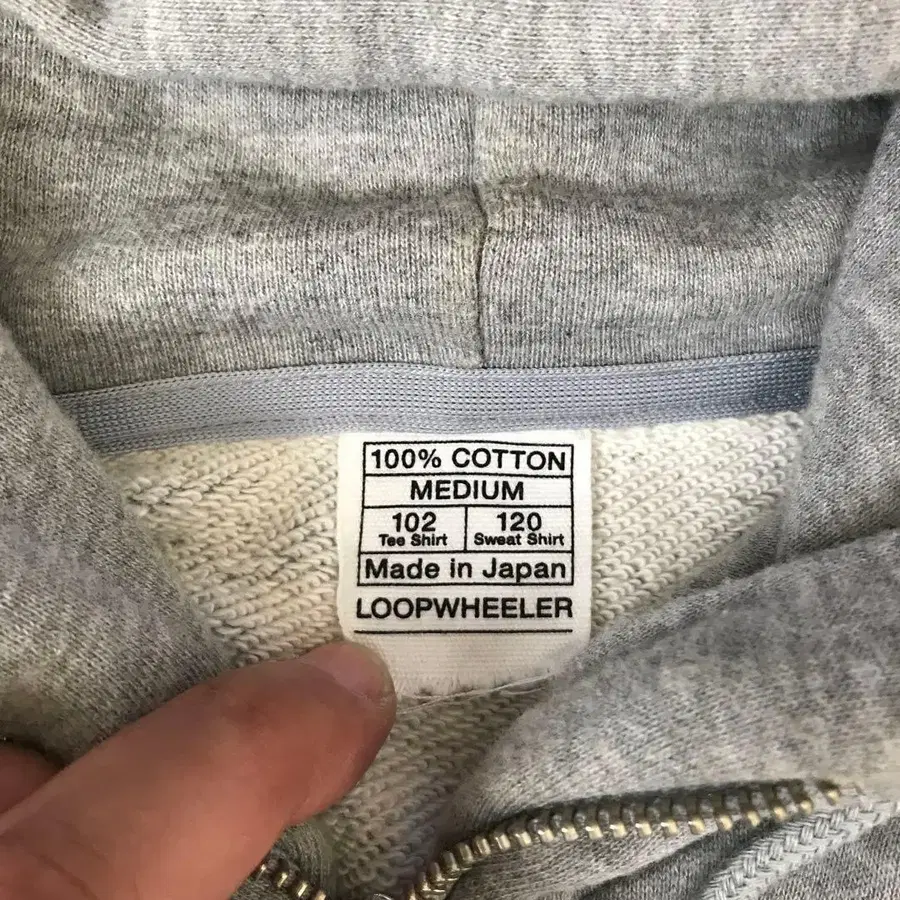 100% COTTON
MEDIUM
102 120
Tee Shirt Sweat Shirt
Made in Japan
LOOPWHEELER